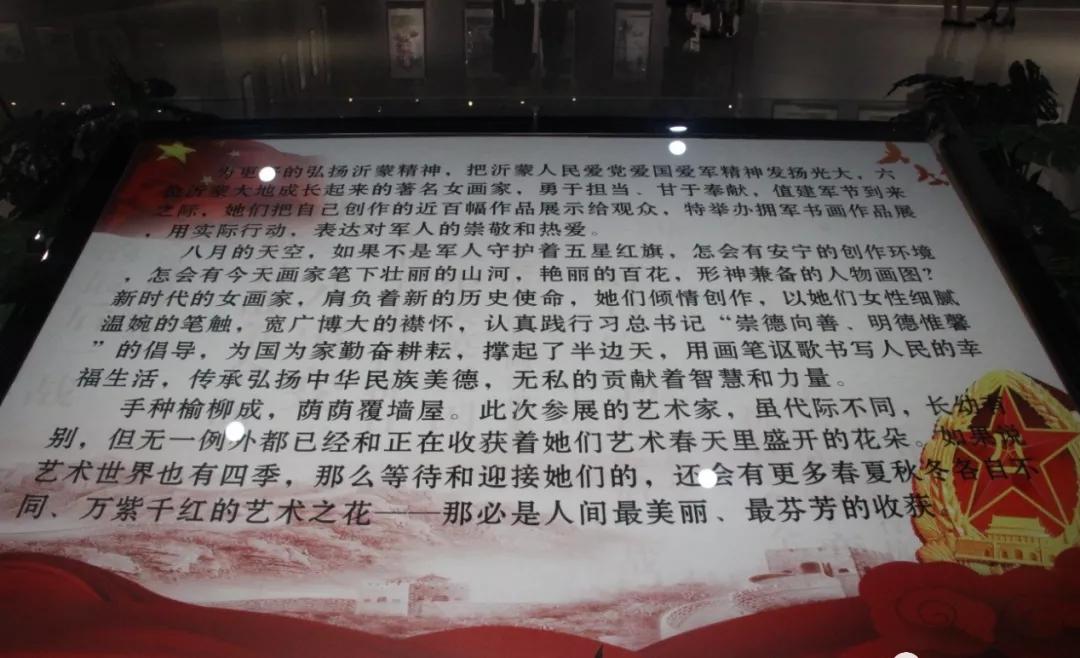 为更好的弘扬沂蒙精神，把沂蒙人民爱党爱国爱军精神发扬光大，六
位沂蒙大地成长起来的著名女画家，勇于担当、甘于奉献，值建军节到来
之际，她们把自己创作的近百幅作品展示给观众，特举办拥军书画作品展
，用实际行动，表达对军人的崇敬和热爱。
八月的天空，如果不是军人守护着五星红旗，怎会有安宁的创作环境
，怎会有今天画家笔下壮丽的山河，艳丽的百花，形神兼备的人物画图？
新时代的女画家，肩负着新的历史使命，她们倾情创作，以她们女性细腻
温婉的笔触，宽广博大的襟怀，认真践行习总书记“崇德向善、明德惟馨
”的倡导，为国为家勤奋耕耘，撑起了半边天，用画笔讴歌书写人民的幸
福生活，传承弘扬中华民族美德，无私的贡献着智慧和力量。
手种榆柳成，荫荫覆墙屋。此次参展的艺术家，虽代际不同，长幼有
别，但无一例外都已经和正在收获着她们艺术春天里盛开的花朵。如果说
艺术世界也有四季，那么等待和迎接她们的，还会有更多春夏秋冬各自不
同、万紫千红的艺术之花——那必是人间最美丽、最芬芳的收获。